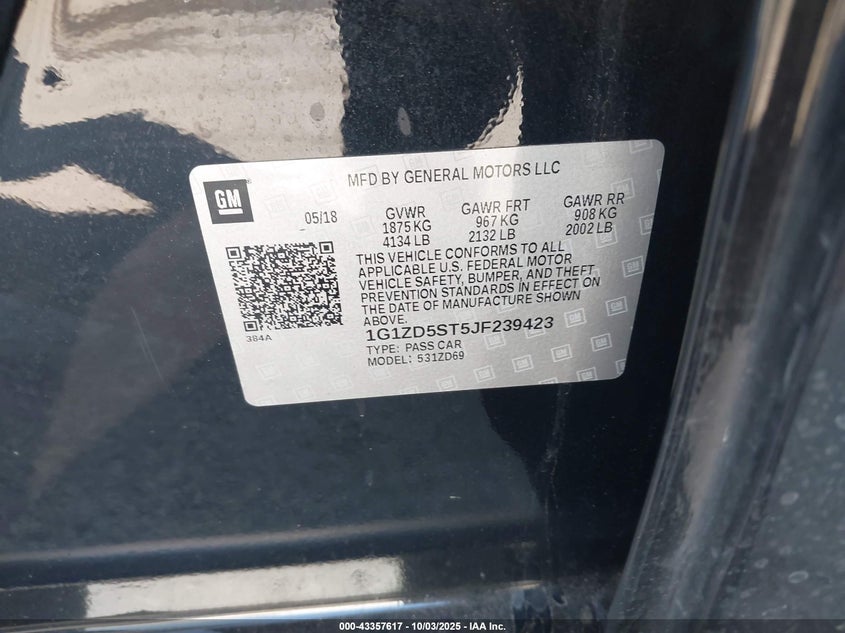 MFD BY GENERAL MOTORS LLC
GM
05/18
GVWR
1875 KG
4134 LB
GAWR FRT
967 KG
2132 LB
GAWR RR
908 KG
2002 LB
THIS VEHICLE CONFORMS TO ALL
APPLICABLE U.S. FEDERAL MOTOR
VEHICLE SAFETY, BUMPER, AND THEFT
PREVENTION STANDARDS IN EFFECT ON
THE DATE OF MANUFACTURE SHOWN
ABOVE.
384A
1G1ZD5ST5JF239423
TYPE: PASS CAR
MODEL: 531ZD69
000-43357617 - 10/03/2025 - IAA Inc.